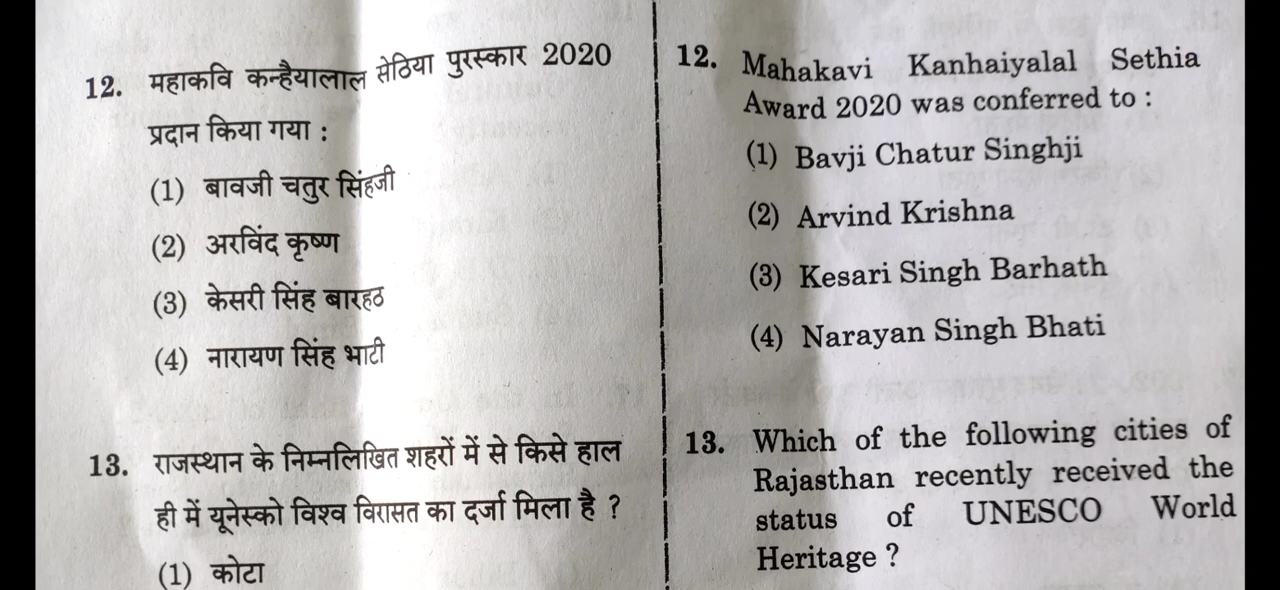 12. महाकवि कन्हैयालाल सेठिया पुरस्कार 2020
प्रदान किया गया :
(1) बावजी चतुर सिंहजी
(2) अरविंद कृष्ण
(3) केसरी सिंह बारहठ
(4) नारायण सिंह भाटी
13. राजस्थान के निम्नलिखित शहरों में से किसे हाल
ही में यूनेस्को विश्व विरासत का दर्जा मिला है ?
(1) कोटा
12. Mahakavi Kanhaiyalal Sethia
Award 2020 was conferred to :
(1) Bavji Chatur Singhji
(2) Arvind Krishna
(3) Kesari Singh Barhath
(4) Narayan Singh Bhati
13. Which of the following cities of
Rajasthan recently received the
status of UNESCO World
Heritage ?